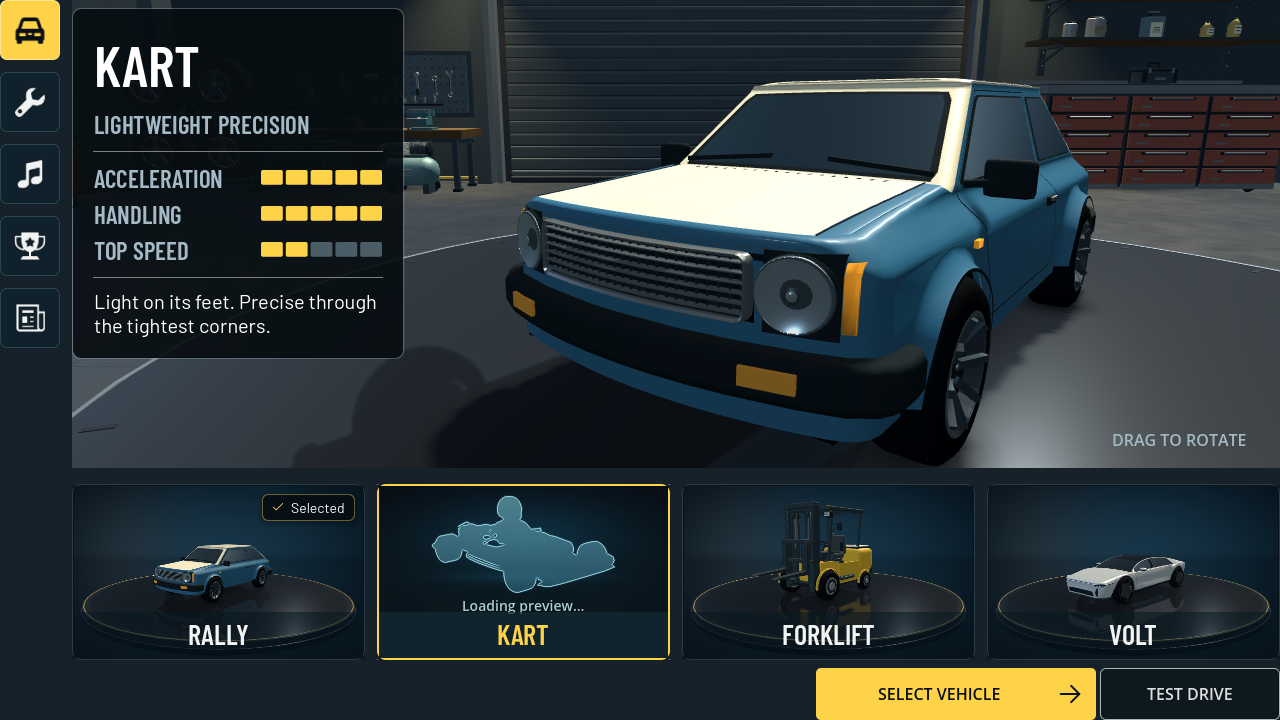 KART
LIGHTWEIGHT PRECISION
ACCELERATION
HANDLING
TOP SPEED
Light on its feet. Precise through
the tightest corners.
DRAG TO ROTATE
Selected
RALLY
Loading preview...
KART
FORKLIFT
VOLT
SELECT VEHICLE
TEST DRIVE